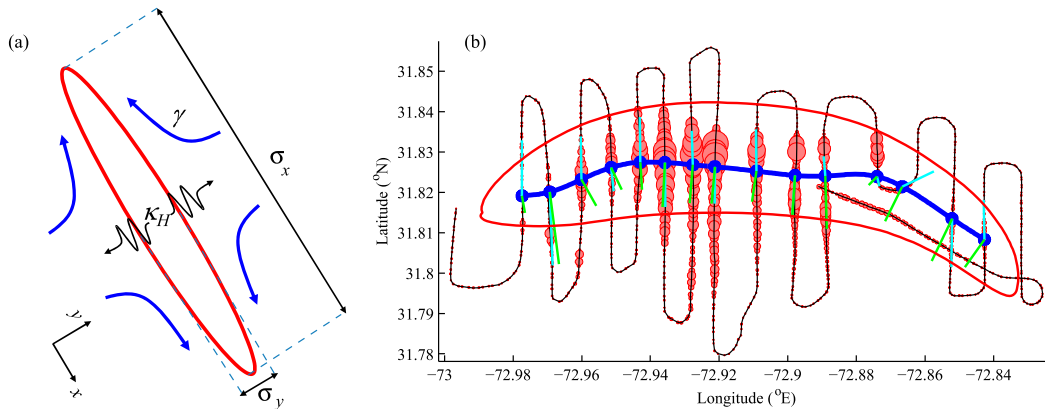 (a)
γ
σx
κH
y
x
σy
(b)
31.85
31.84
31.83
31.82
31.81
31.8
31.79
31.78
Latitude (°N)
−73 −72.98 −72.96 −72.94 −72.92 −72.9 −72.88 −72.86 −72.84
Longitude (°E)